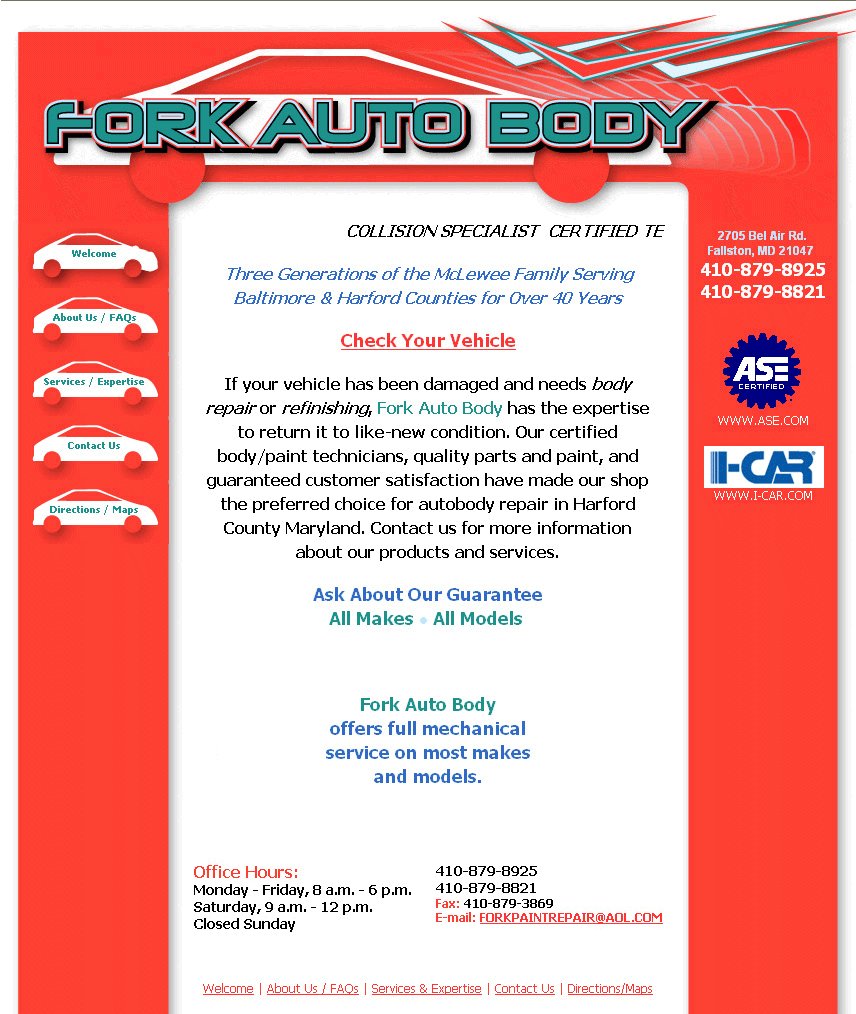 FORK AUTO BODY
Welcome
About Us / FAQs
Services / Expertise
Contact Us
Directions / Maps
COLLISION SPECIALIST CERTIFIED TE
Three Generations of the McLewee Family Serving
Baltimore & Harford Counties for Over 40 Years
Check Your Vehicle
If your vehicle has been damaged and needs body
repair or refinishing, Fork Auto Body has the expertise
to return it to like-new condition. Our certified
body/paint technicians, quality parts and paint, and
guaranteed customer satisfaction have made our shop
the preferred choice for autobody repair in Harford
County Maryland. Contact us for more information
about our products and services.
Ask About Our Guarantee
All Makes • All Models
Fork Auto Body
offers full mechanical
service on most makes
and models.
Office Hours:
Monday - Friday, 8 a.m. - 6 p.m.
Saturday, 9 a.m. - 12 p.m.
Closed Sunday
410-879-8925
410-879-8821
Fax: 410-879-3869
E-mail: FORKPAINTREPAIR@AOL.COM
2705 Bel Air Rd.
Fallston, MD 21047
410-879-8925
410-879-8821
ASE
CERTIFIED
WWW.ASE.COM
I-CAR
WWW.I-CAR.COM
Welcome | About Us / FAQs | Services & Expertise | Contact Us | Directions/Maps